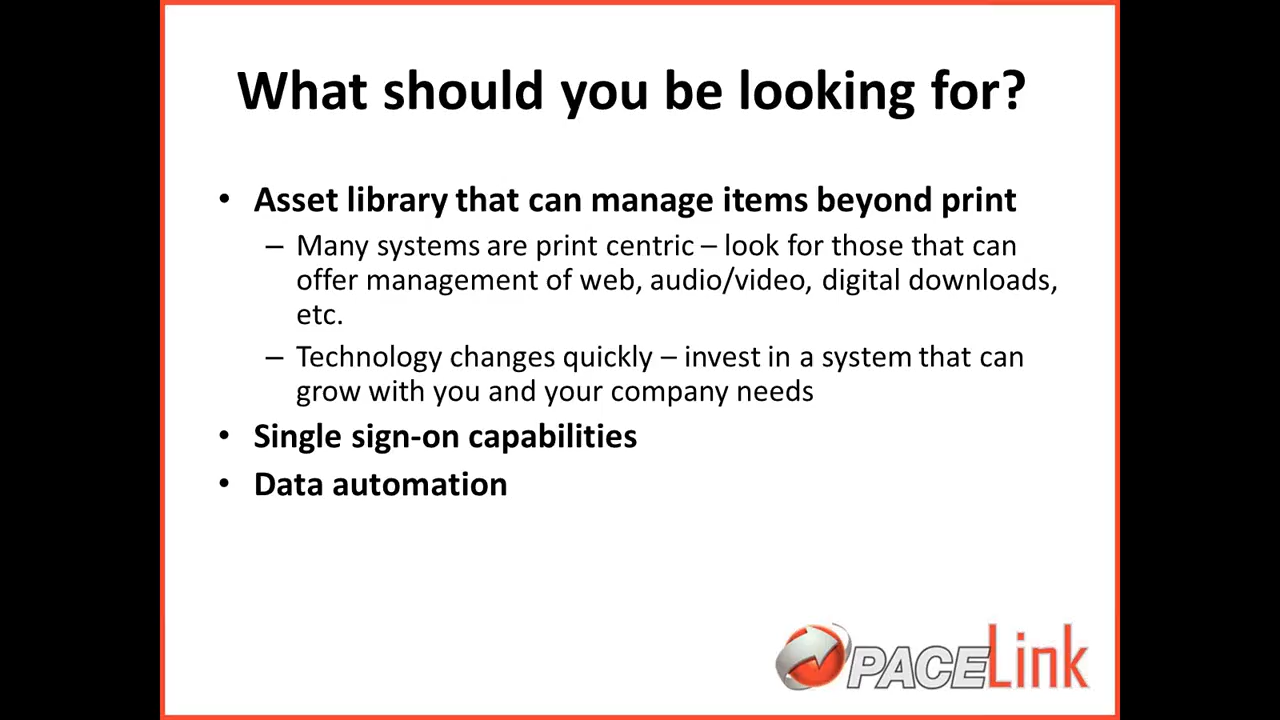 What should you be looking for?
• Asset library that can manage items beyond print
– Many systems are print centric – look for those that can
offer management of web, audio/video, digital downloads,
etc.
– Technology changes quickly – invest in a system that can
grow with you and your company needs
• Single sign-on capabilities
• Data automation
PACELink